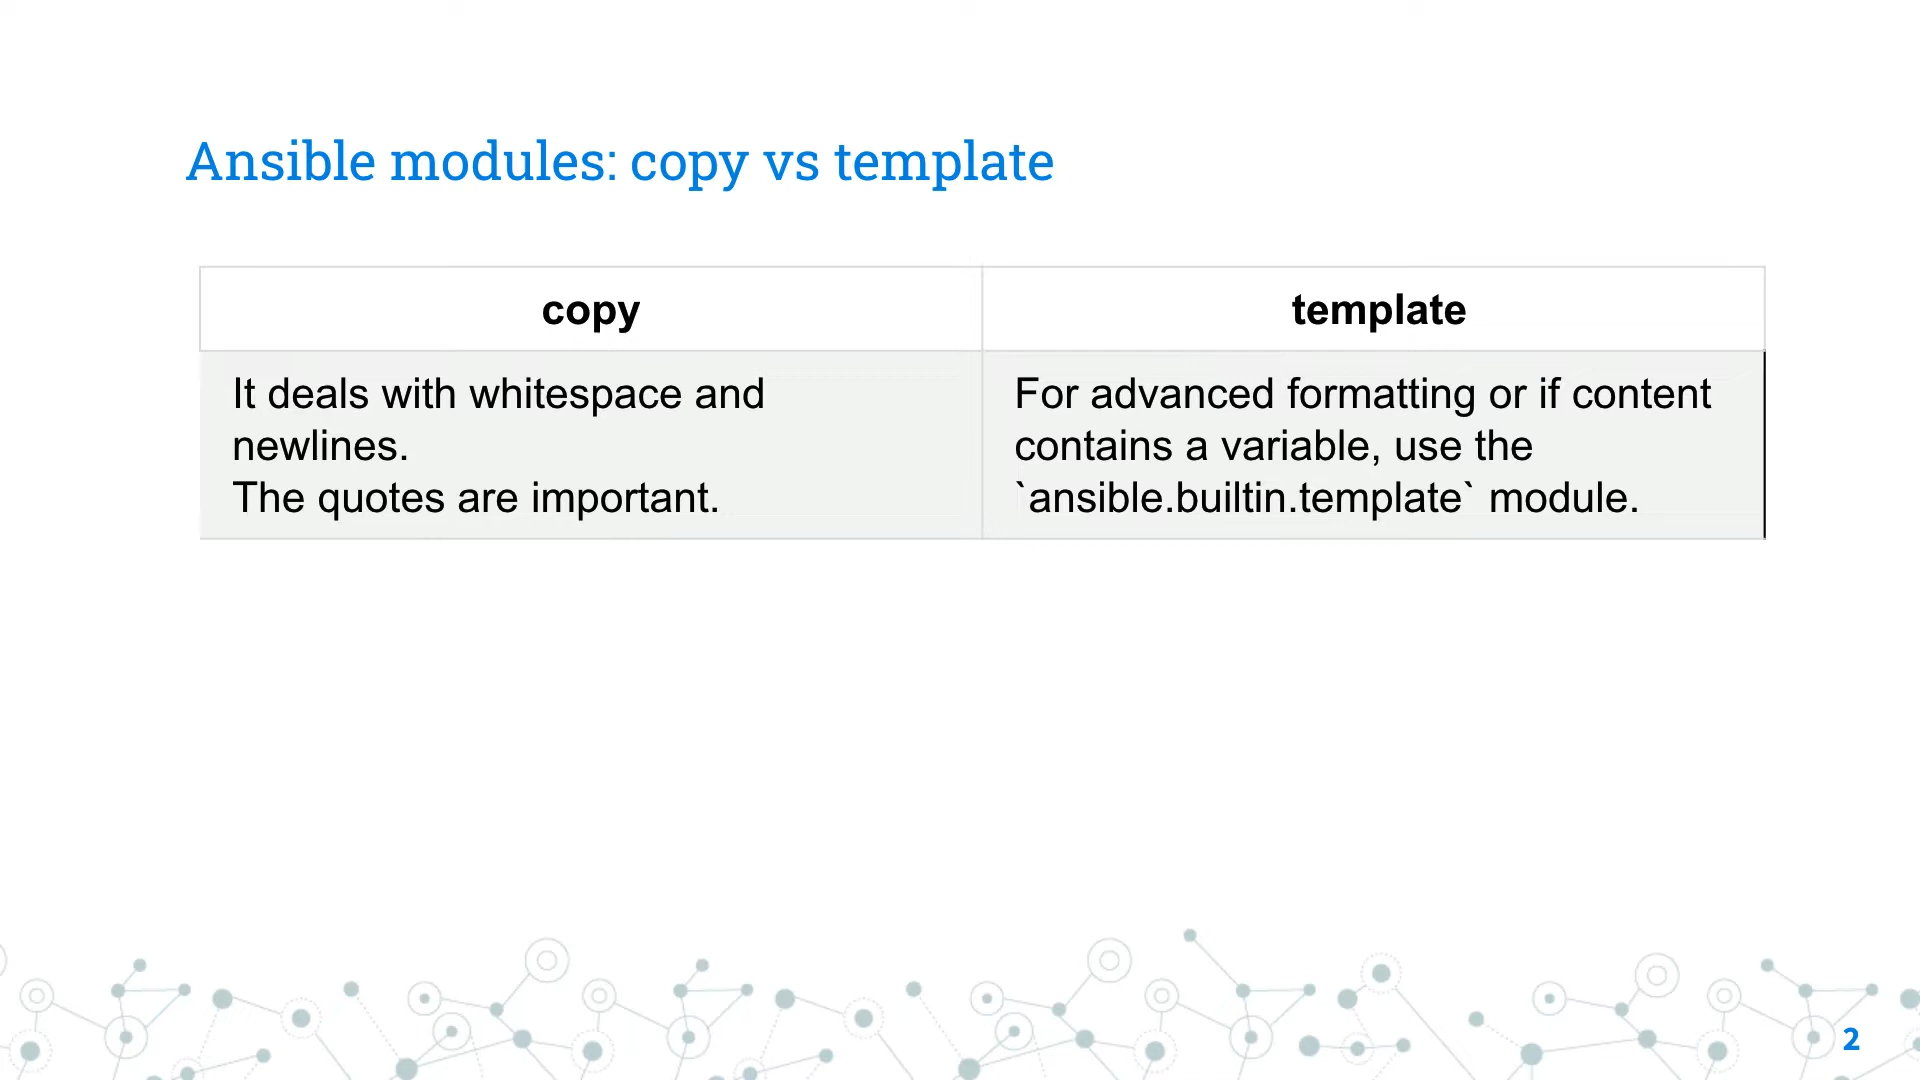 Ansible modules: copy vs template
copy
template
It deals with whitespace and
newlines.
The quotes are important.
For advanced formatting or if content
contains a variable, use the
`ansible.builtin.template` module.
2